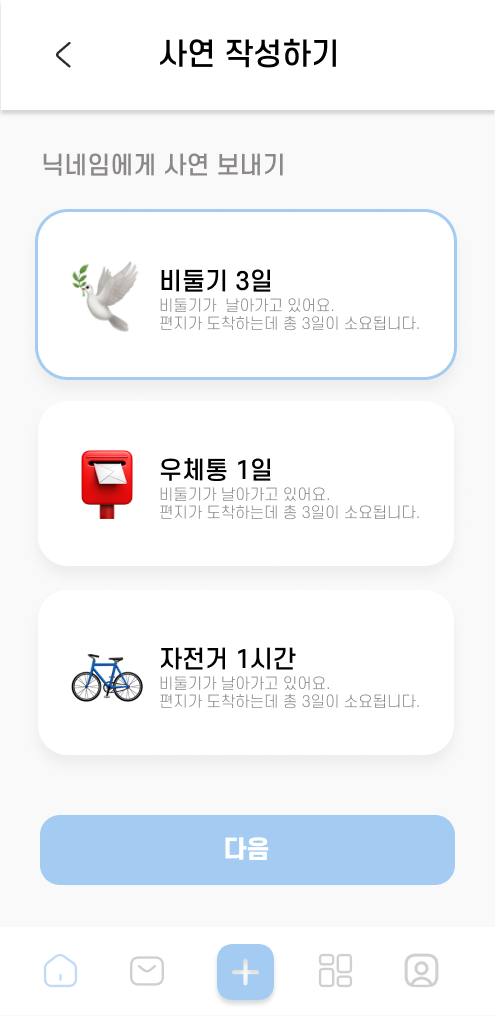 사연 작성하기
닉네임에게 사연 보내기
비둘기 3일
비둘기가 날아가고 있어요.
편지가 도착하는데 총 3일이 소요됩니다.
우체통 1일
비둘기가 날아가고 있어요.
편지가 도착하는데 총 3일이 소요됩니다.
자전거 1시간
비둘기가 날아가고 있어요.
편지가 도착하는데 총 3일이 소요됩니다.
다음